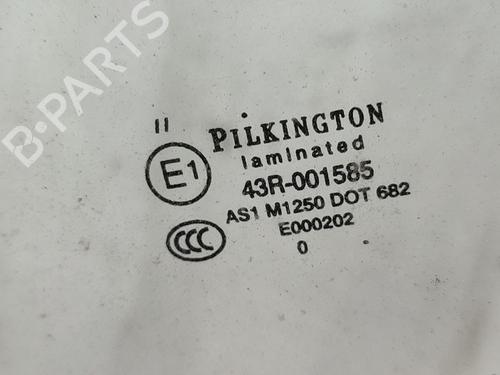 B-PARTS
II
PILKINGTON
laminated
E1
43R-001585
AS1 M1250 DOT 682
CCC
E000202
0